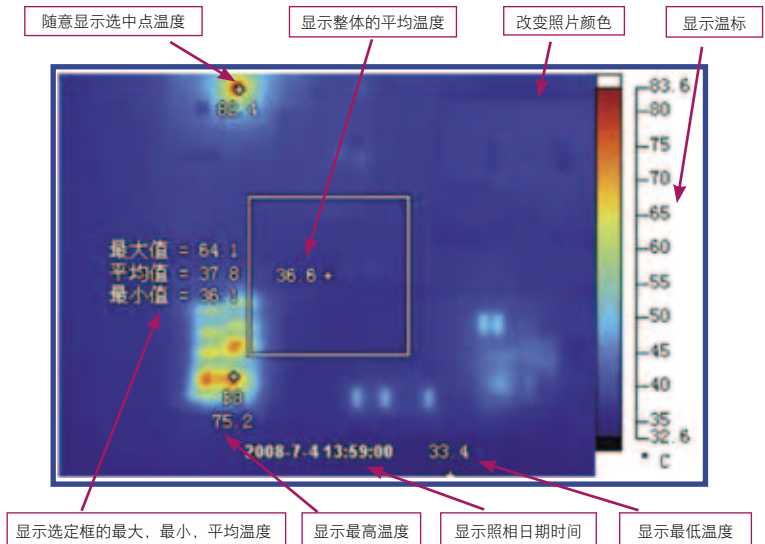 随意显示选中点温度
显示整体的平均温度
改变照片颜色
显示温标
83.6
82.4
80
75
70
65
最大值 = 64.1
60
平均值 = 37.8
36.6
55
最小值 = 36.1
50
45
40
75.2
35
32.6
2008-7-4 13:59:00
33.4
° C
显示选定框的最大，最小，平均温度
显示最高温度
显示照相日期时间
显示最低温度